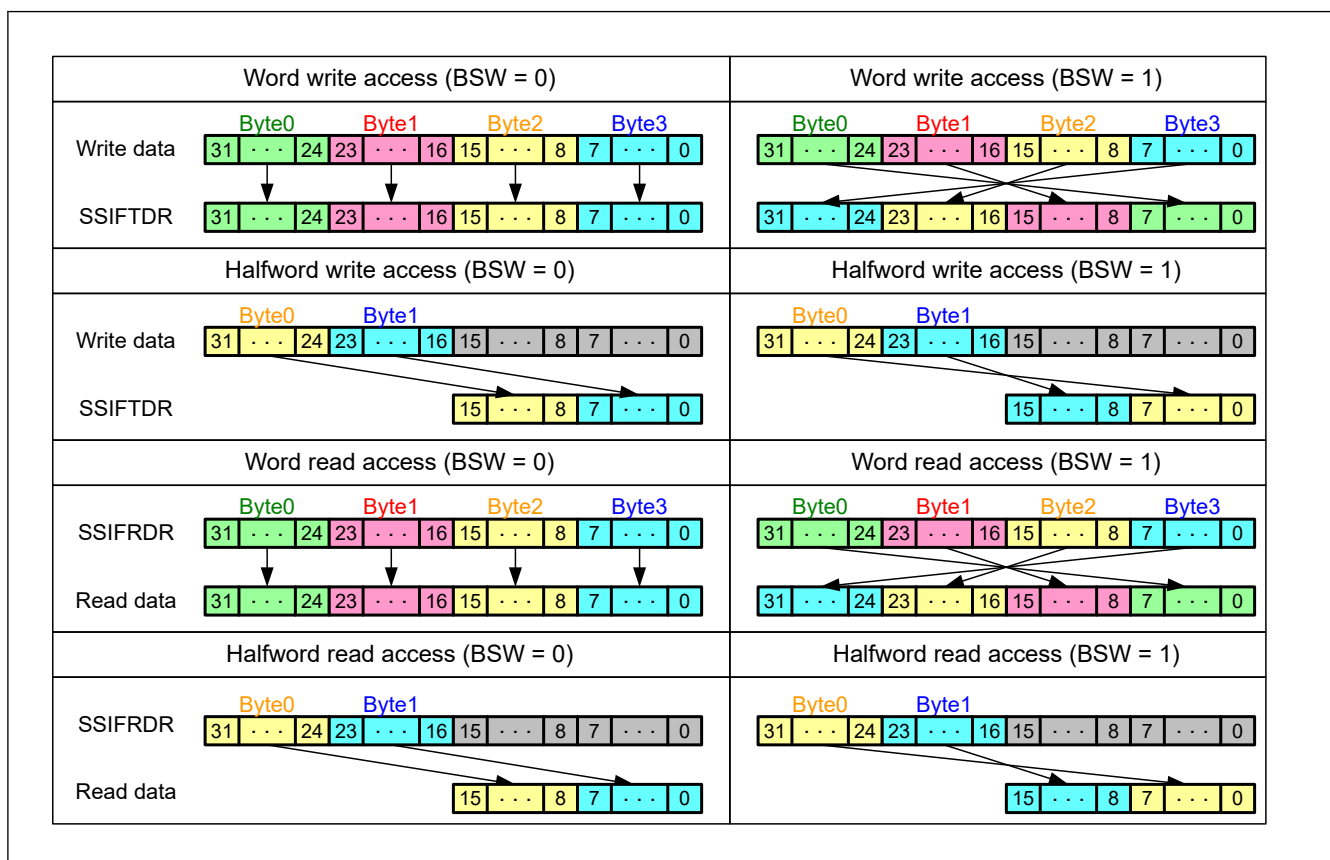 Word write access (BSW = 0) Word write access (BSW = 1)
Byte0 Byte1 Byte2 Byte3 Byte0 Byte1 Byte2 Byte3
Write data 31 ... 24 23 ... 16 15 ... 8 7 ... 0 31 ... 24 23 ... 16 15 ... 8 7 ... 0
SSIFTDR 31 ... 24 23 ... 16 15 ... 8 7 ... 0 31 ... 24 23 ... 16 15 ... 8 7 ... 0
Halfword write access (BSW = 0) Halfword write access (BSW = 1)
Byte0 Byte1 Byte0 Byte1
Write data 31 ... 24 23 ... 16 15 ... 8 7 ... 0 31 ... 24 23 ... 16 15 ... 8 7 ... 0
SSIFTDR 15 ... 8 7 ... 0 15 ... 8 7 ... 0
Word read access (BSW = 0) Word read access (BSW = 1)
Byte0 Byte1 Byte2 Byte3 Byte0 Byte1 Byte2 Byte3
SSIFRDR 31 ... 24 23 ... 16 15 ... 8 7 ... 0 31 ... 24 23 ... 16 15 ... 8 7 ... 0
Read data 31 ... 24 23 ... 16 15 ... 8 7 ... 0 31 ... 24 23 ... 16 15 ... 8 7 ... 0
Halfword read access (BSW = 0) Halfword read access (BSW = 1)
Byte0 Byte1 Byte0 Byte1
SSIFRDR 31 ... 24 23 ... 16 15 ... 8 7 ... 0 31 ... 24 23 ... 16 15 ... 8 7 ... 0
Read data 15 ... 8 7 ... 0 15 ... 8 7 ... 0